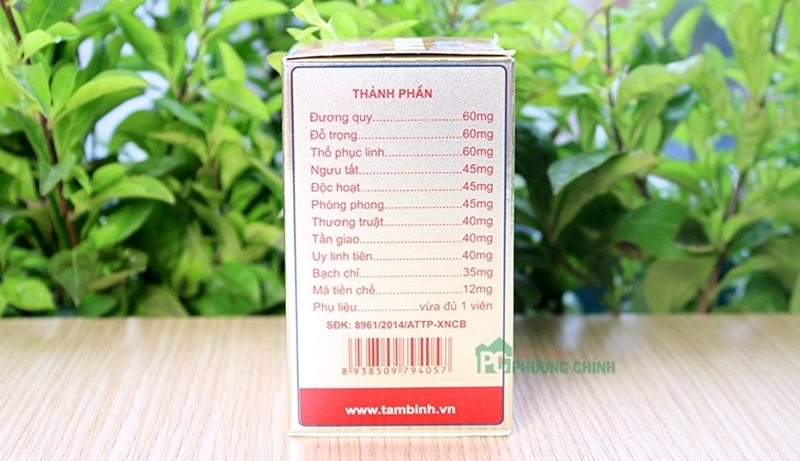 THÀNH PHẦN
Đương quy....................60mg
Đỗ trọng........................60mg
Thổ phục linh................60mg
Ngưu tất.......................45mg
Độc hoạt.......................45mg
Phòng phong................45mg
Thương truật................40mg
Tần giao.......................40mg
Uy linh tiên...................40mg
Bạch chỉ.......................35mg
Mã tiền chế..................12mg
Phụ liệu................vừa đủ 1 viên
SĐK: 8961/2014/ATTP-XNCB
8 938509 794057
PC
PHƯƠNG CHÍNH
www.tambinh.vn